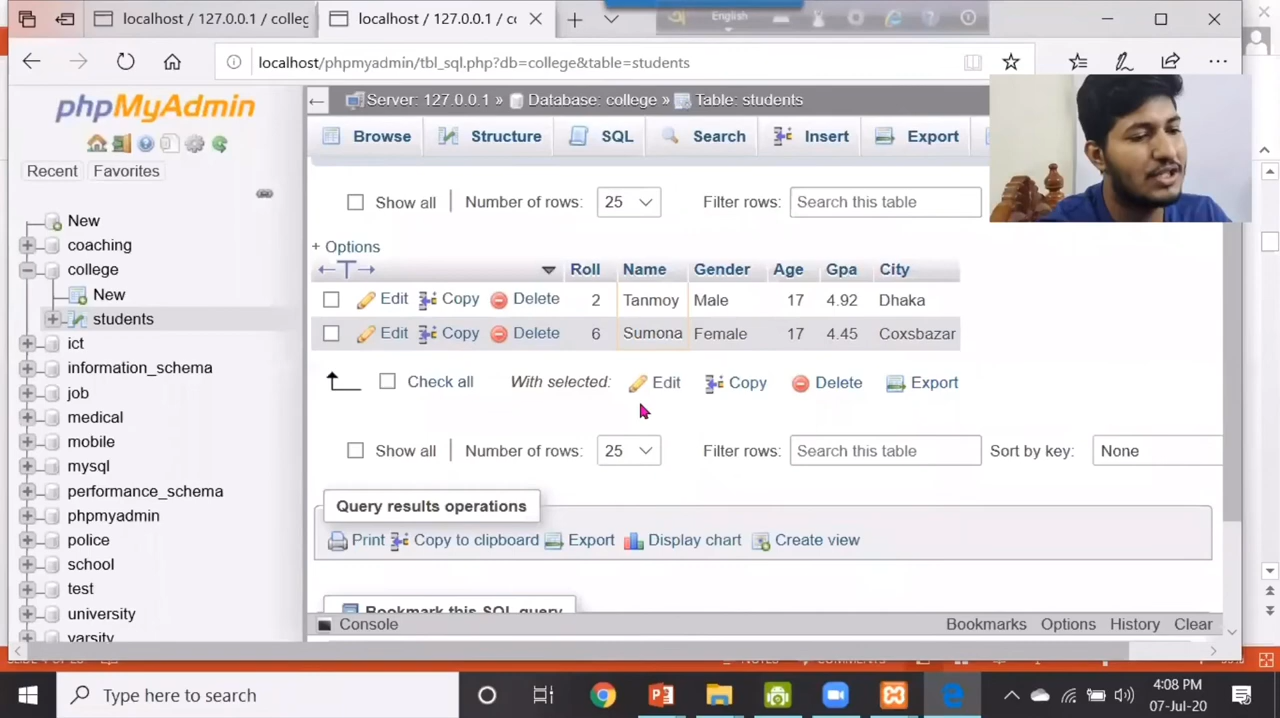 localhost / 127.0.0.1 / colleg
localhost / 127.0.0.1 / cc
English
localhost/phpmyadmin/tbl_sql.php?db=college&table=students
phpMyAdmin
Recent Favorites
New
coaching
college
New
students
ict
information_schema
job
medical
mobile
mysql
performance_schema
phpmyadmin
police
school
test
university
varsity
Server: 127.0.0.1 » Database: college » Table: students
Browse Structure SQL Search Insert Export
Show all Number of rows: 25 Filter rows: Search this table
+ Options
Roll Name Gender Age Gpa City
Edit Copy Delete 2 Tanmoy Male 17 4.92 Dhaka
Edit Copy Delete 6 Sumona Female 17 4.45 Coxsbazar
Check all With selected: Edit Copy Delete Export
Show all Number of rows: 25 Filter rows: Search this table Sort by key: None
Query results operations
Print Copy to clipboard Export Display chart Create view
Bookmark this SQL query
Console Bookmarks Options History Clear
Type here to search
4:08 PM
07-Jul-20